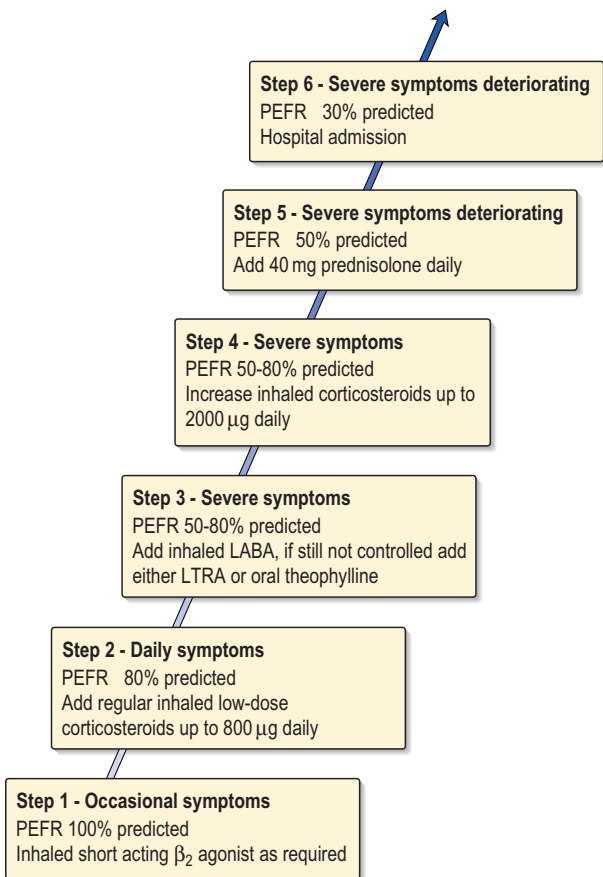 Step 6 - Severe symptoms deteriorating
PEFR 30% predicted
Hospital admission
Step 5 - Severe symptoms deteriorating
PEFR 50% predicted
Add 40 mg prednisolone daily
Step 4 - Severe symptoms
PEFR 50-80% predicted
Increase inhaled corticosteroids up to
2000 μg daily
Step 3 - Severe symptoms
PEFR 50-80% predicted
Add inhaled LABA, if still not controlled add
either LTRA or oral theophylline
Step 2 - Daily symptoms
PEFR 80% predicted
Add regular inhaled low-dose
corticosteroids up to 800 μg daily
Step 1 - Occasional symptoms
PEFR 100% predicted
Inhaled short acting β₂ agonist as required